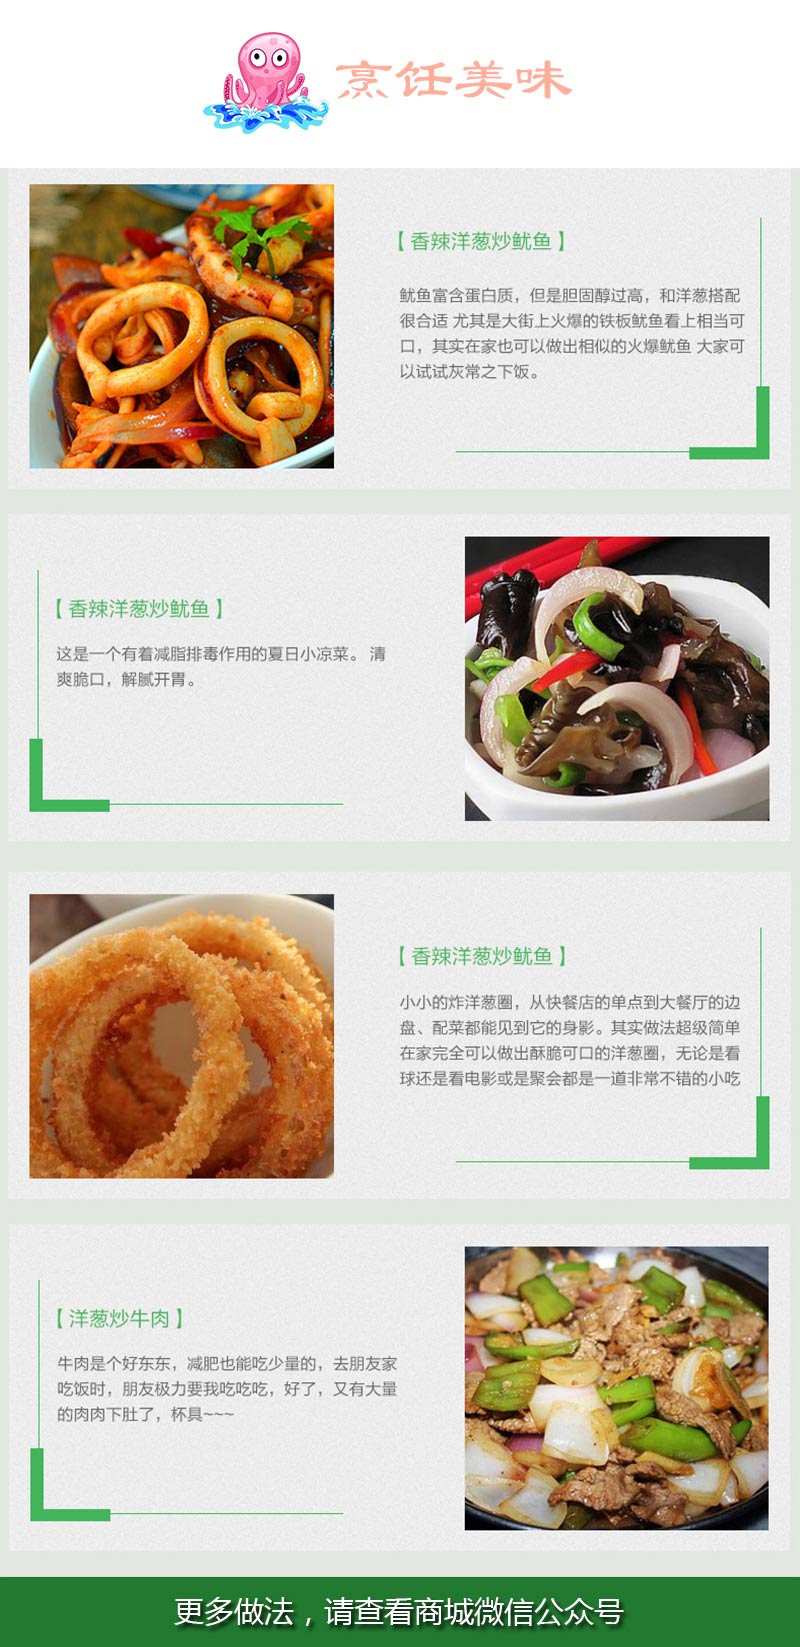 烹饪美味
【香辣洋葱炒鱿鱼】
鱿鱼富含蛋白质，但是胆固醇过高，和洋葱搭配
很合适 尤其是大街上火爆的铁板鱿鱼看上相当可
口，其实在家也可以做出相似的火爆鱿鱼 大家可
以试试灰常之下饭。
【香辣洋葱炒鱿鱼】
这是一个有着减脂排毒作用的夏日小凉菜。 清
爽脆口，解腻开胃。
【香辣洋葱炒鱿鱼】
小小的炸洋葱圈，从快餐店的单点到大餐厅的边
盘、配菜都能见到它的身影。其实做法超级简单
在家完全可以做出酥脆可口的洋葱圈，无论是看
球还是看电影或是聚会都是一道非常不错的小吃
【洋葱炒牛肉】
牛肉是个好东东，减肥也能吃少量的，去朋友家
吃饭时，朋友极力要我吃吃吃，好了，又有大量
的肉肉下肚了，杯具~~~
更多做法，请查看商城微信公众号